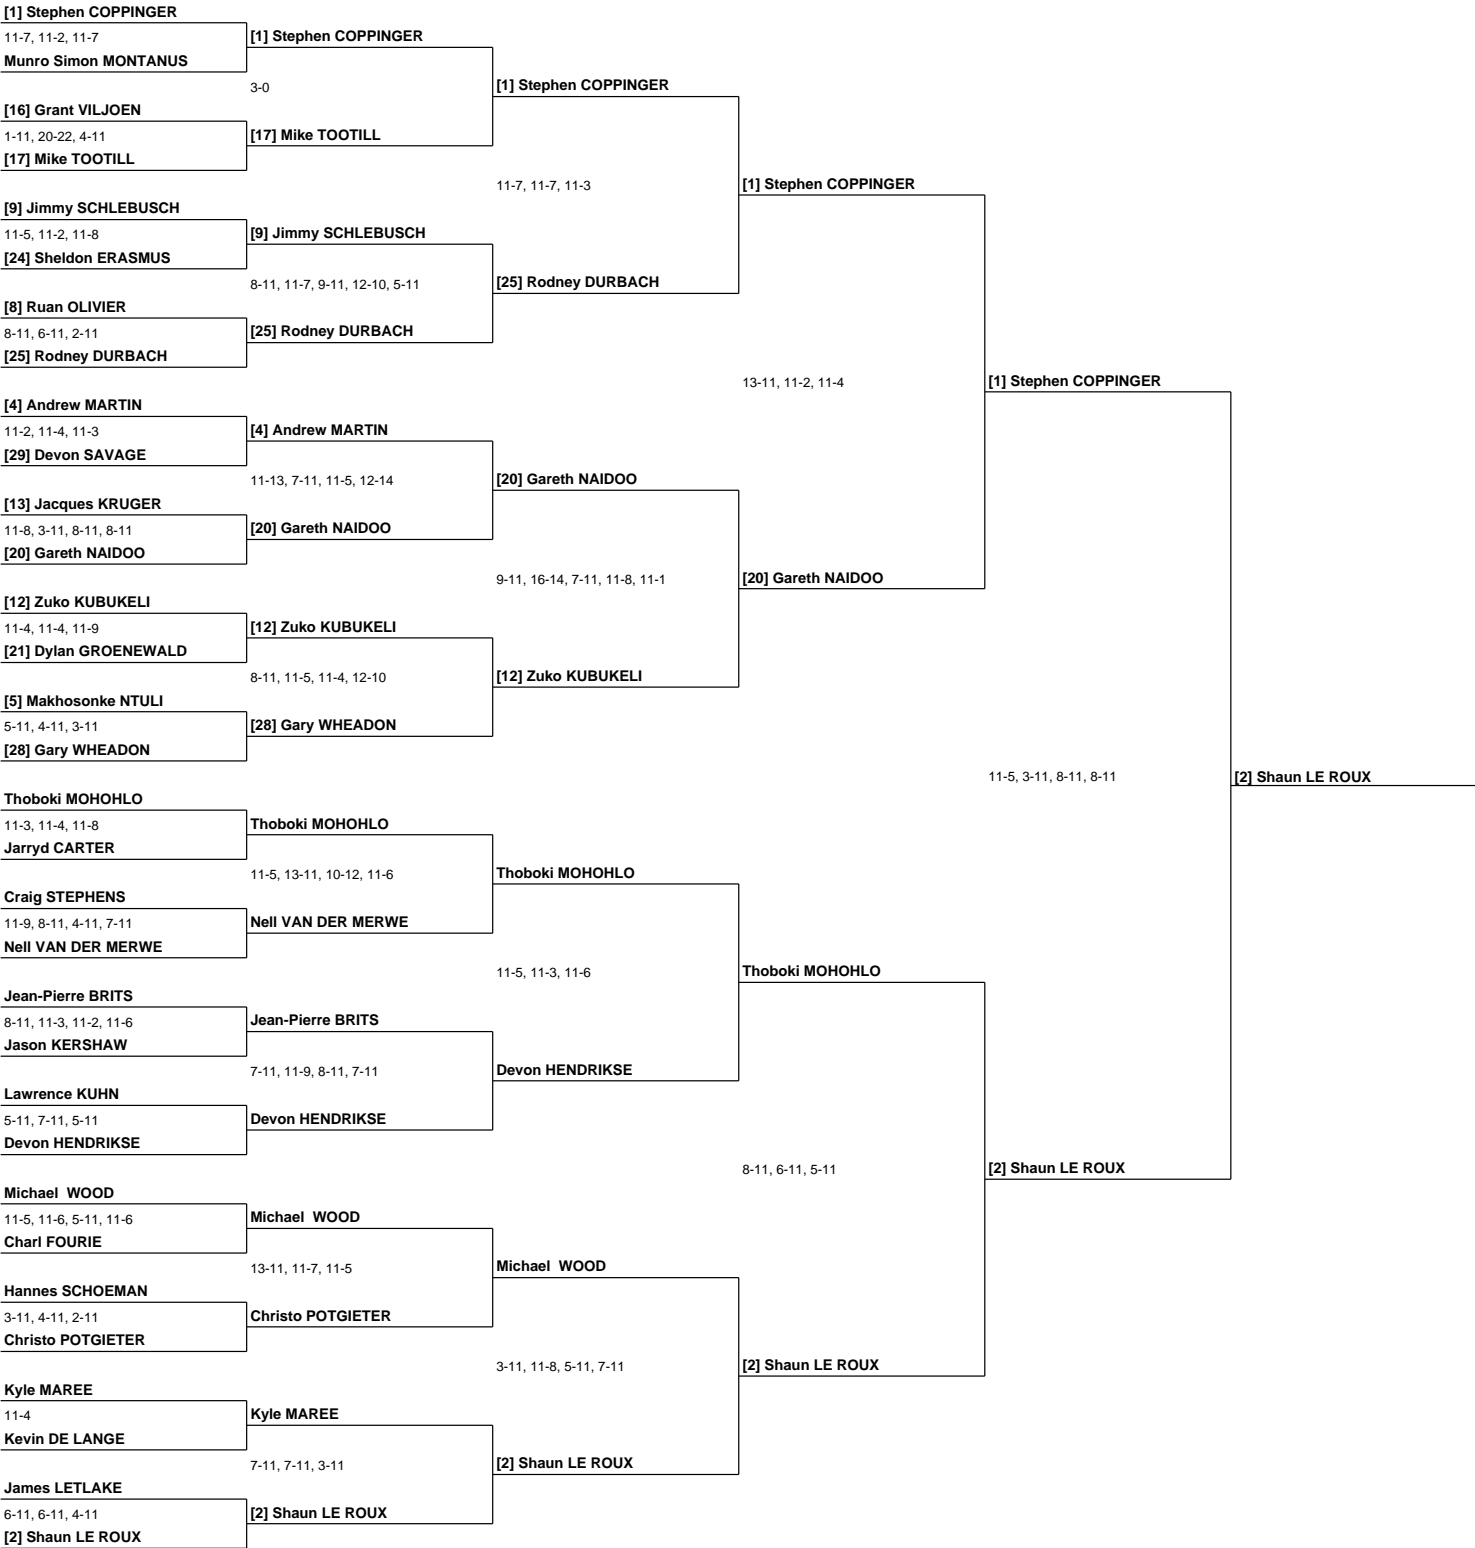 [1] Stephen COPPINGER
11-7, 11-2, 11-7
Munro Simon MONTANUS
[16] Grant VILJOEN
1-11, 20-22, 4-11
[17] Mike TOOTILL
[9] Jimmy SCHLEBUSCH
11-5, 11-2, 11-8
[24] Sheldon ERASMUS
[8] Ruan OLIVIER
8-11, 6-11, 2-11
[25] Rodney DURBACH
[4] Andrew MARTIN
11-2, 11-4, 11-3
[29] Devon SAVAGE
[13] Jacques KRUGER
11-8, 3-11, 8-11, 8-11
[20] Gareth NAIDOO
[12] Zuko KUBUKELI
11-4, 11-4, 11-9
[21] Dylan GROENEWALD
[5] Makhosonke NTULI
5-11, 4-11, 3-11
[28] Gary WHEADON
Thoboki MOHOHLO
11-3, 11-4, 11-8
Jarryd CARTER
Craig STEPHENS
11-9, 8-11, 4-11, 7-11
Nell VAN DER MERWE
Jean-Pierre BRITS
8-11, 11-3, 11-2, 11-6
Jason KERSHAW
Lawrence KUHN
5-11, 7-11, 5-11
Devon HENDRIKSE
Michael  WOOD
11-5, 11-6, 5-11, 11-6
Charl FOURIE
Hannes SCHOEMAN
3-11, 4-11, 2-11
Christo POTGIETER
Kyle MAREE
11-4
Kevin DE LANGE
James LETLAKE
6-11, 6-11, 4-11
[2] Shaun LE ROUX
[1] Stephen COPPINGER
3-0
[17] Mike TOOTILL
[9] Jimmy SCHLEBUSCH
8-11, 11-7, 9-11, 12-10, 5-11
[25] Rodney DURBACH
[4] Andrew MARTIN
11-13, 7-11, 11-5, 12-14
[20] Gareth NAIDOO
[12] Zuko KUBUKELI
8-11, 11-5, 11-4, 12-10
[28] Gary WHEADON
Thoboki MOHOHLO
11-5, 13-11, 10-12, 11-6
Nell VAN DER MERWE
Jean-Pierre BRITS
7-11, 11-9, 8-11, 7-11
Devon HENDRIKSE
Michael  WOOD
13-11, 11-7, 11-5
Christo POTGIETER
Kyle MAREE
7-11, 7-11, 3-11
[2] Shaun LE ROUX
[1] Stephen COPPINGER
11-7, 11-7, 11-3
[25] Rodney DURBACH
[20] Gareth NAIDOO
9-11, 16-14, 7-11, 11-8, 11-1
[12] Zuko KUBUKELI
Thoboki MOHOHLO
11-5, 11-3, 11-6
Devon HENDRIKSE
Michael  WOOD
3-11, 11-8, 5-11, 7-11
[2] Shaun LE ROUX
[1] Stephen COPPINGER
13-11, 11-2, 11-4
[20] Gareth NAIDOO
Thoboki MOHOHLO
8-11, 6-11, 5-11
[2] Shaun LE ROUX
[1] Stephen COPPINGER
11-5, 3-11, 8-11, 8-11
[2] Shaun LE ROUX
[2] Shaun LE ROUX